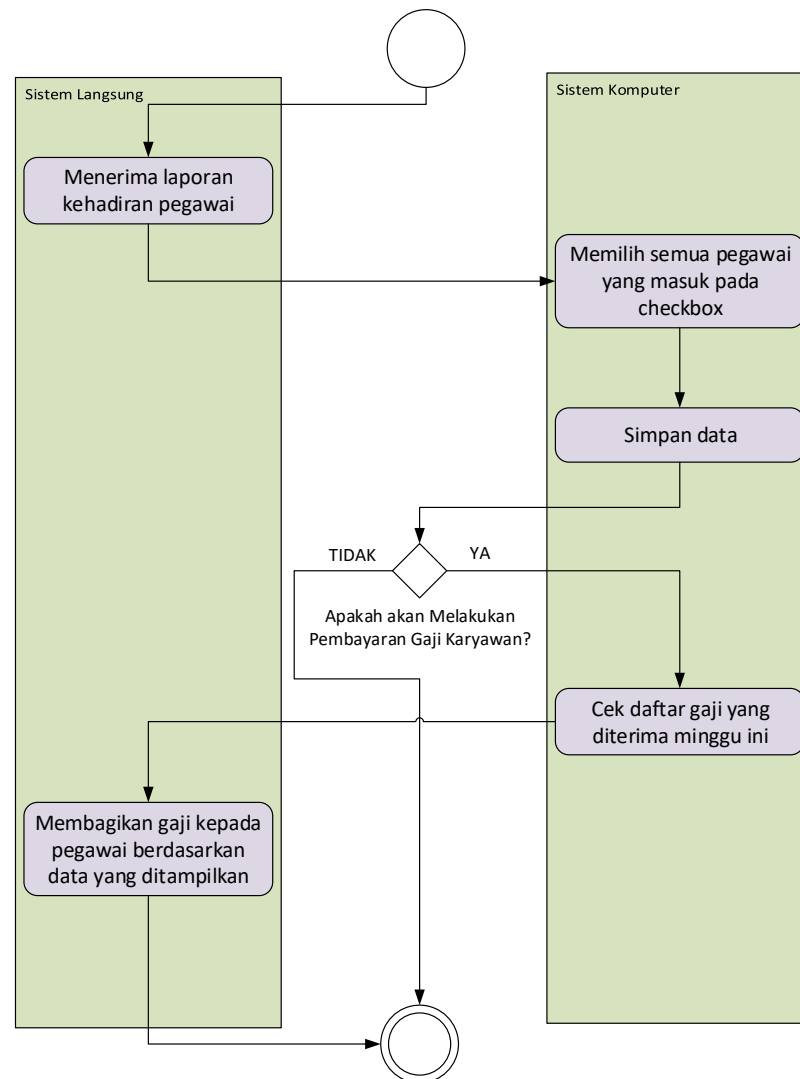 Sistem Langsung
Sistem Komputer
Menerima laporan
kehadiran pegawai
Memilih semua pegawai
yang masuk pada
checkbox
Simpan data
TIDAK
YA
Apakah akan Melakukan
Pembayaran Gaji Karyawan?
Cek daftar gaji yang
diterima minggu ini
Membagikan gaji kepada
pegawai berdasarkan
data yang ditampilkan